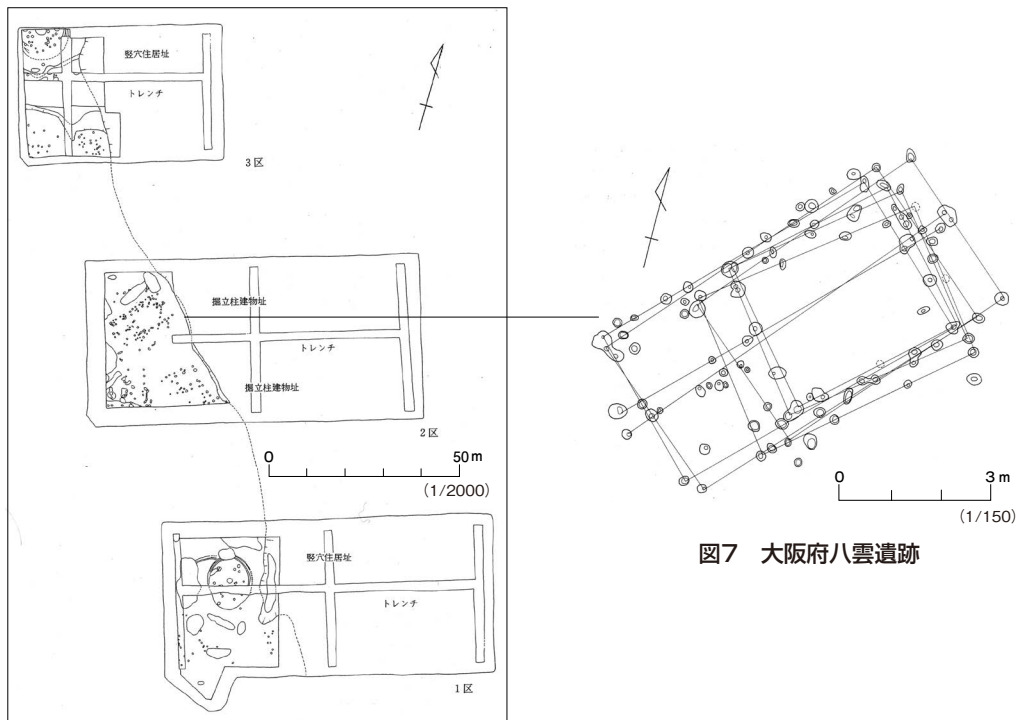 竪穴住居址
トレンチ
3区
掘立柱建物址
トレンチ
掘立柱建物址
2区
0 50m
(1/2000)
竪穴住居址
トレンチ
1区
0 3m
(1/150)
図7 大阪府八雲遺跡